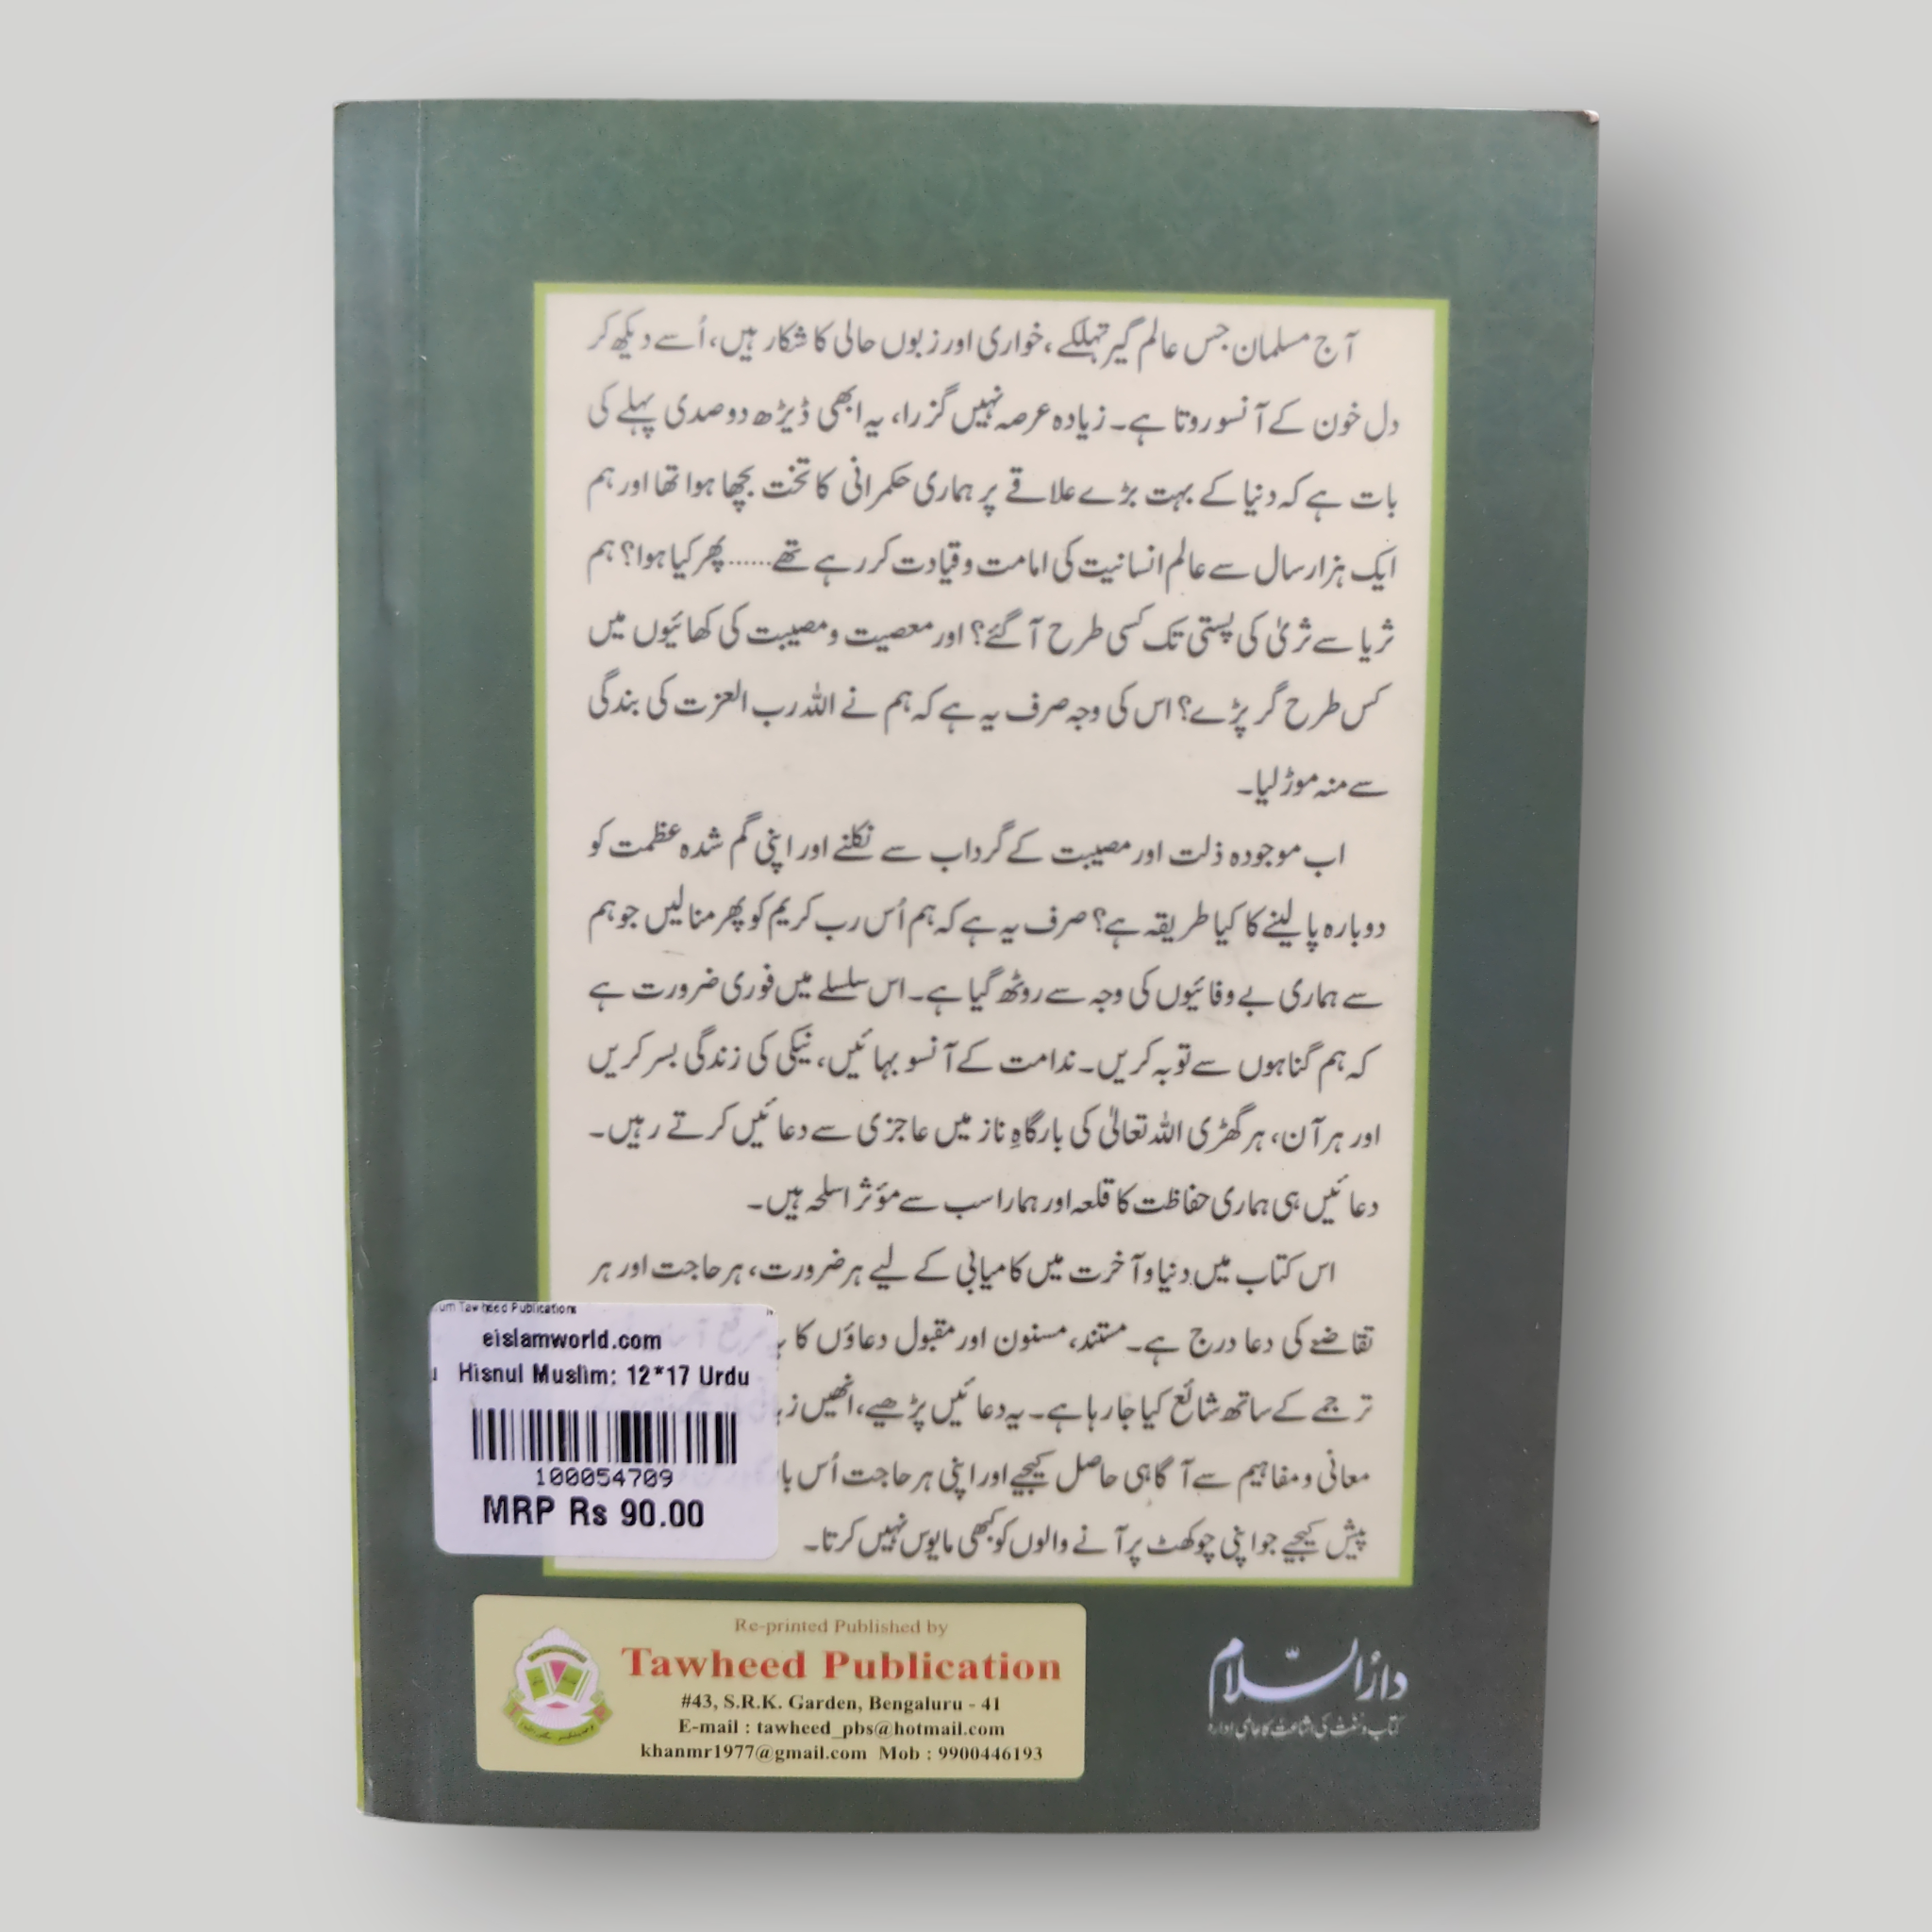 آج مسلمان جس عالم گیر تہلکے، خواری اور زبوں حالی کا شکار ہیں، اُسے دیکھ کر
دل خون کے آنسو روتا ہے۔ زیادہ عرصہ نہیں گزرا، یہ ابھی ڈیڑھ دو صدی پہلے کی
بات ہے کہ دنیا کے بہت بڑے علاقے پر ہماری حکمرانی کا تخت بچھا ہوا تھا اور ہم
ایک ہزار سال سے عالم انسانیت کی امامت و قیادت کر رہے تھے...... پھر کیا ہوا؟ ہم
ثریا سے ثریٰ کی پستی تک کسی طرح آ گئے؟ اور معصیت و مصیبت کی کھائیوں میں
کس طرح گر پڑے؟ اس کی وجہ صرف یہ ہے کہ ہم نے اللہ رب العزت کی بندگی
سے منہ موڑ لیا۔
اب موجودہ ذلت اور مصیبت کے گرداب سے نکلنے اور اپنی گم شدہ عظمت کو
دوبارہ پا لینے کا کیا طریقہ ہے؟ صرف یہ ہے کہ ہم اُس رب کریم کو پھر منا لیں جو ہم
سے ہماری بے وفائیوں کی وجہ سے روٹھ گیا ہے۔ اس سلسلے میں فوری ضرورت ہے
کہ ہم گناہوں سے توبہ کریں۔ ندامت کے آنسو بہائیں، نیکی کی زندگی بسر کریں
اور ہر آن، ہر گھڑی اللہ تعالیٰ کی بارگاہِ ناز میں عاجزی سے دعائیں کرتے رہیں۔
دعائیں ہی ہماری حفاظت کا قلعہ اور ہمارا سب سے مؤثر اسلحہ ہیں۔
اس کتاب میں دنیا و آخرت میں کامیابی کے لیے ہر ضرورت، ہر حاجت اور ہر
تقاضے کی دعا درج ہے۔ مستند، مسنون اور مقبول دعاؤں کا
ترجمے کے ساتھ شائع کیا جا رہا ہے۔ یہ دعائیں پڑھیے، انھیں
معانی و مفاہیم سے آگاہی حاصل کیجیے اور اپنی ہر حاجت اُس
پیش کیجیے جو اپنی چوکھٹ پر آنے والوں کو کبھی مایوس نہیں کرتا۔
Tawheed Publications
eislamworld.com
Hisnul Muslim: 12*17 Urdu
100054709
MRP Rs 90.00
Re-printed Published by
Tawheed Publication
#43, S.R.K. Garden, Bengaluru - 41
E-mail : tawheed_pbs@hotmail.com
khanmr1977@gmail.com Mob : 9900446193
دارُالسّلام
کتاب و سنت کی اشاعت کا عالمی ادارہ